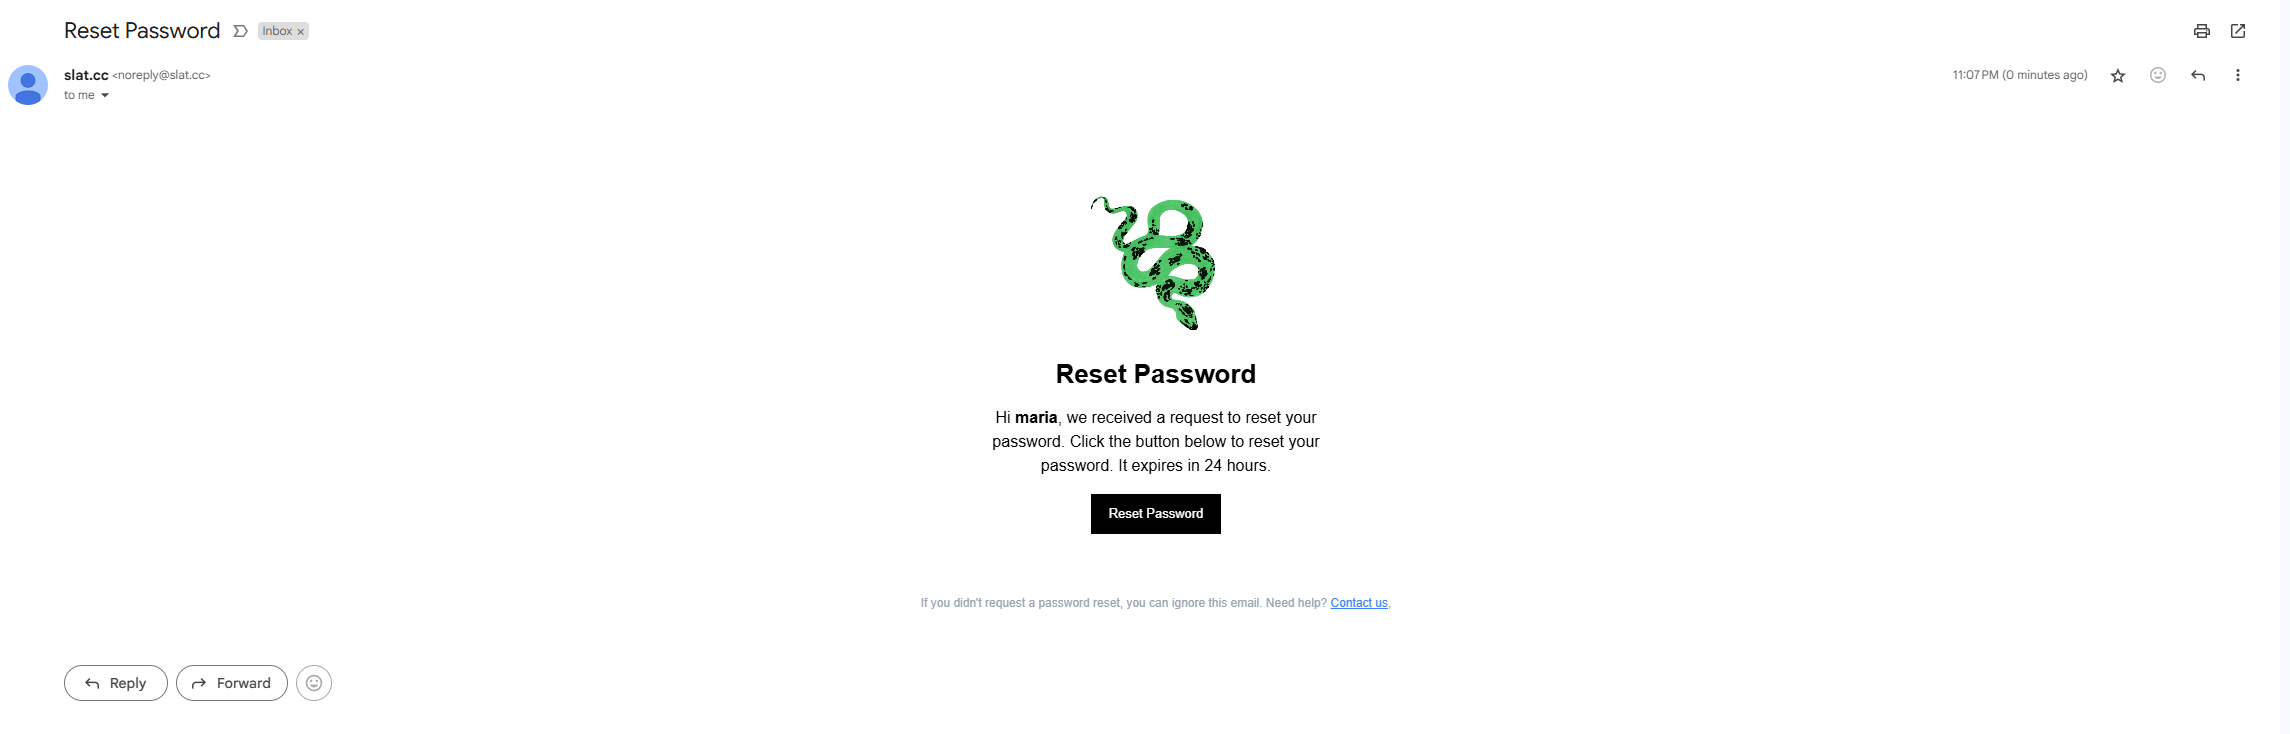 Reset Password Inbox ×
slat.cc <noreply@slat.cc> 11:07 PM (0 minutes ago)
to me
Reset Password
Hi maria, we received a request to reset your
password. Click the button below to reset your
password. It expires in 24 hours.
Reset Password
If you didn't request a password reset, you can ignore this email. Need help? Contact us.
Reply Forward